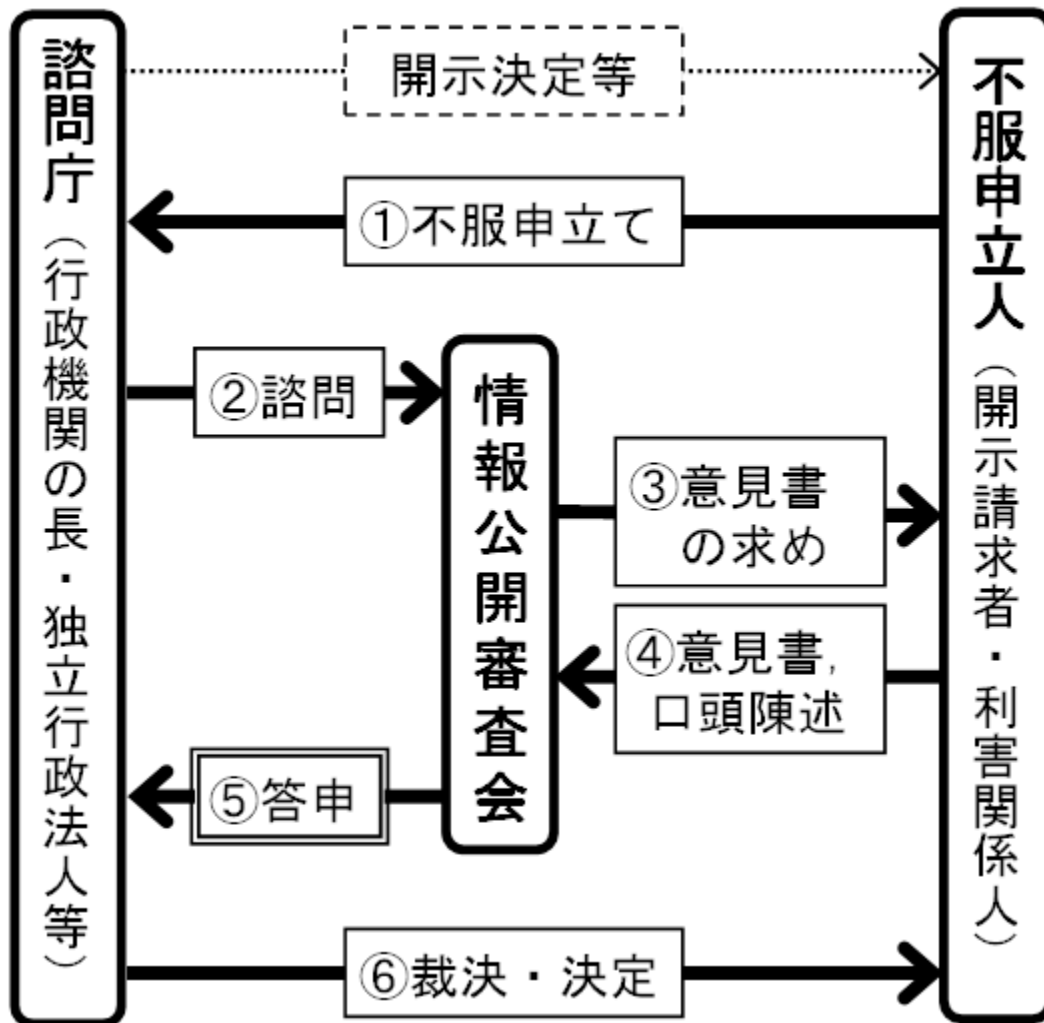 諮問庁（行政機関の長・独立行政法人等）
開示決定等
①不服申立て
②諮問
情報公開審査会
③意見書
の求め
④意見書,
口頭陳述
⑤答申
⑥裁決・決定
不服申立人（開示請求者・利害関係人）